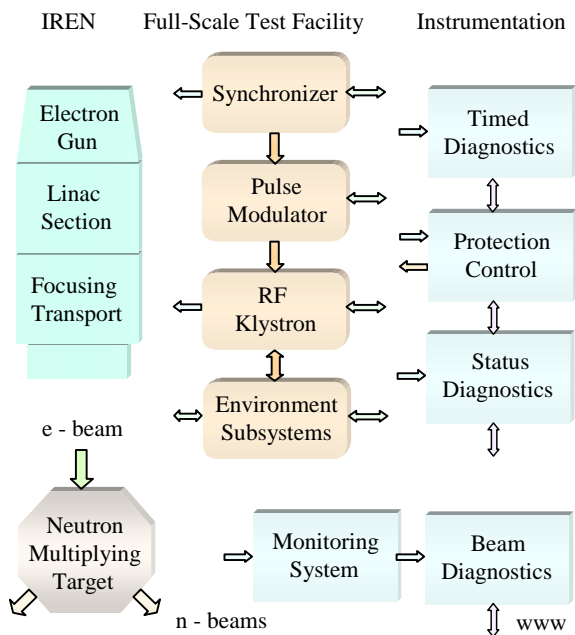 IREN
Full-Scale Test Facility
Instrumentation
Electron
Gun
Linac
Section
Focusing
Transport
e - beam
Neutron
Multiplying
Target
n - beams
Synchronizer
Pulse
Modulator
RF
Klystron
Environment
Subsystems
Monitoring
System
Timed
Diagnostics
Protection
Control
Status
Diagnostics
Beam
Diagnostics
www